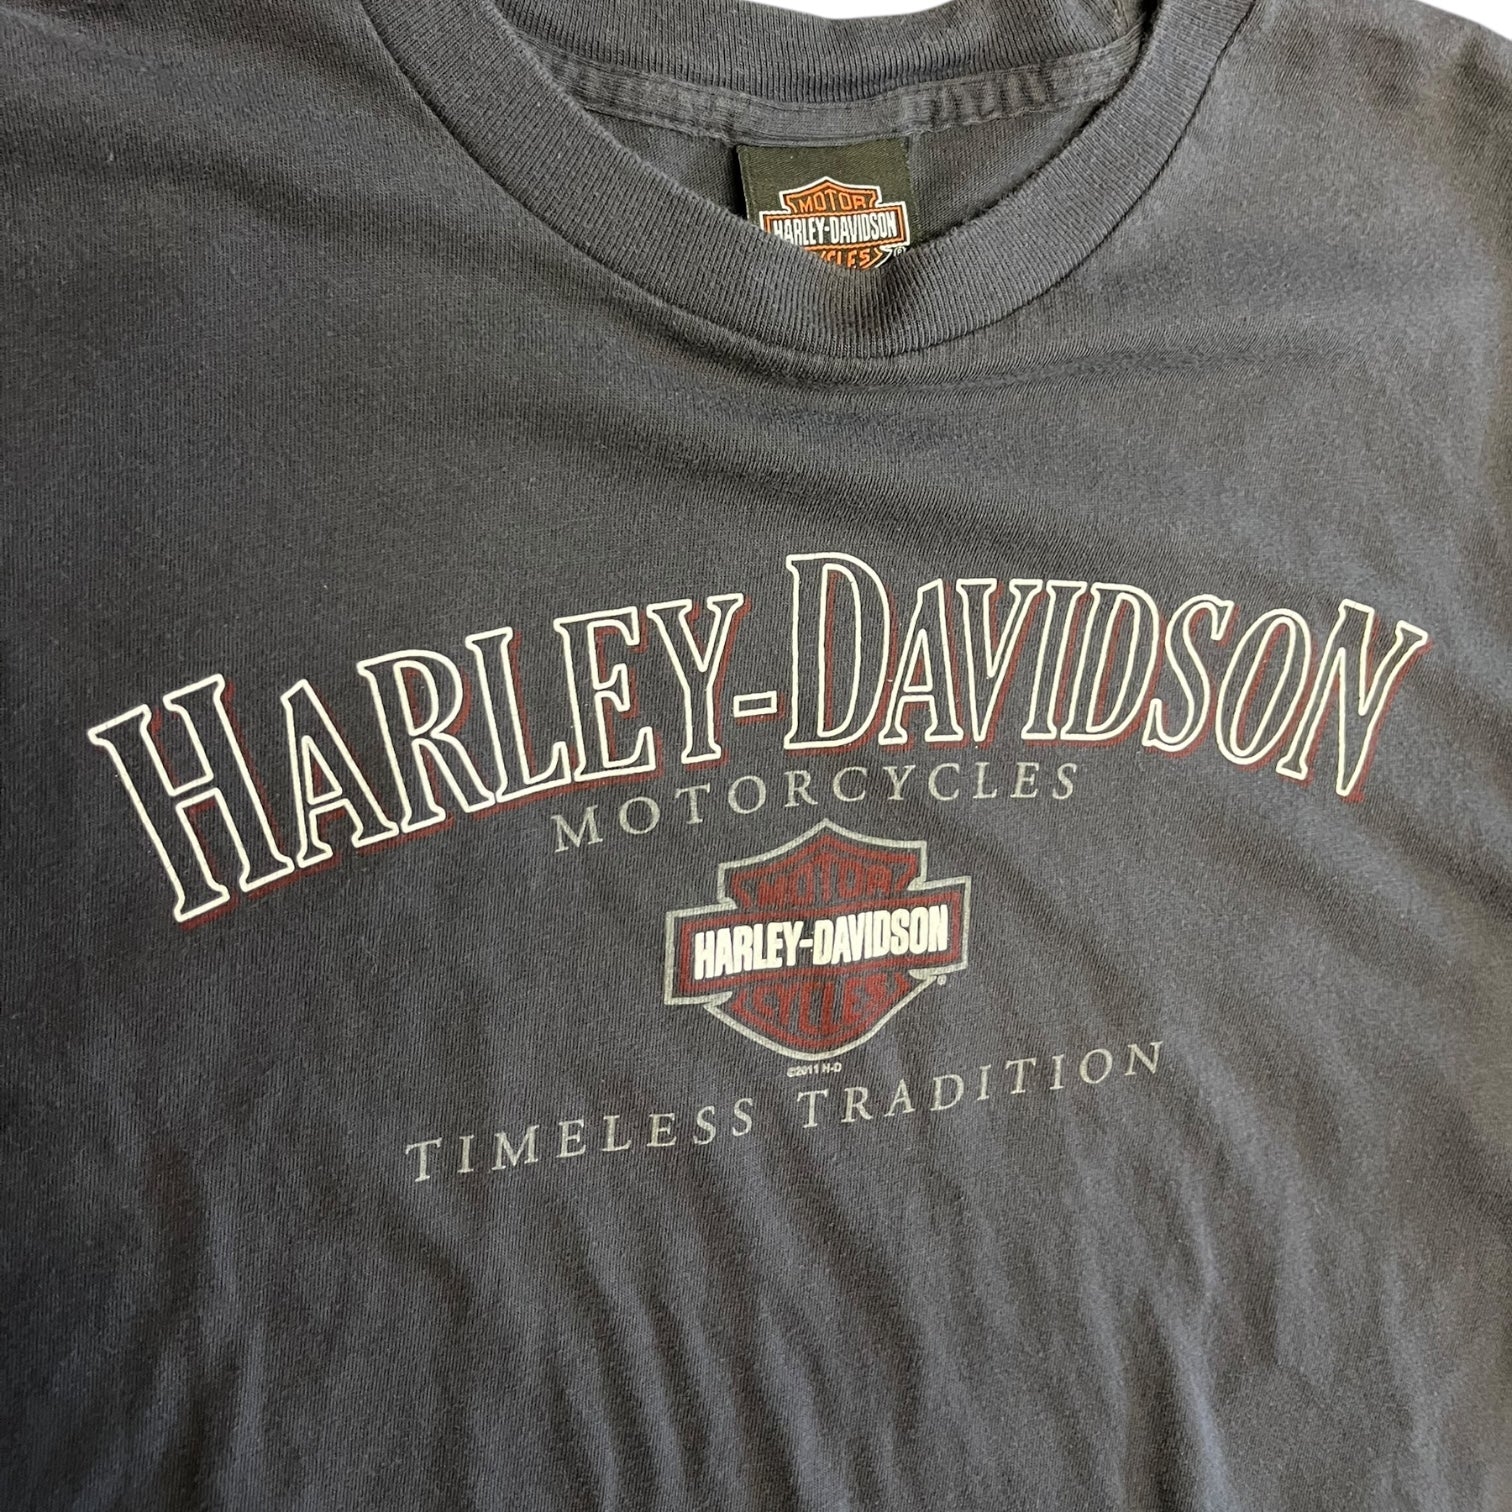 MOTOR
HARLEY-DAVIDSON
CYCLES
HARLEY-DAVIDSON
MOTORCYCLES
MOTOR
HARLEY-DAVIDSON
CYCLES
®
©2011 H-D
TIMELESS TRADITION